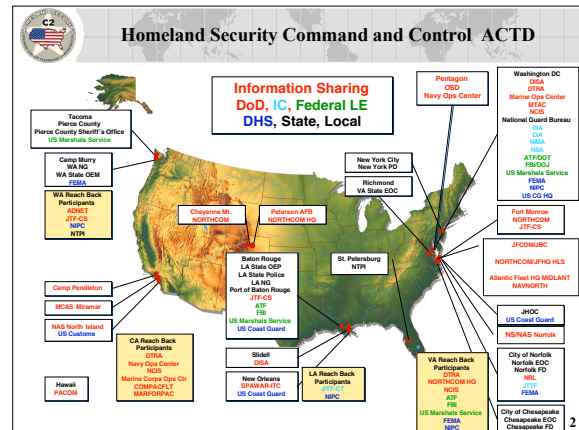 C2
Homeland Security Command and Control ACTD
Information Sharing
DoD, IC, Federal LE
DHS, State, Local
Pentagon
OSD
Navy Ops Center
Washington DC
DISA
DTRA
Marine Ops Center
MTAC
NCIS
National Guard Bureau
DIA
CIA
NIMA
NSA
ATF/DOT
FBI/DOJ
US Marshals Service
FEMA
NIPC
US CG HQ
Tacoma
Pierce County
Pierce County Sheriff`s Office
US Marshals Service
Camp Murry
WA NG
WA State OEM
FEMA
WA Reach Back
Participants
ADNET
JTF-CS
NIPC
NTPI
New York City
New York PD
Richmond
VA State EOC
Cheyenne Mt.
NORTHCOM
Peterson AFB
NORTHCOM HQ
Fort Monroe
NORTHCOM
JTF-CS
JFCOM/JBC
NORTHCOM/JFHQ HLS
Atlantic Fleet HQ MIDLANT
NAVNORTH
Baton Rouge
LA State OEP
LA State Police
LA NG
Port of Baton Rouge
JTF-CS
ATF
FBI
US Marshals Service
US Coast Guard
St. Petersburg
NTPI
Camp Pendleton
MCAS Miramar
NAS North Island
US Customs
JHOC
US Coast Guard
NS/NAS Norfolk
CA Reach Back
Participants
DTRA
Navy Ops Center
NCIS
Marine Corps Ops Ctr
COMPACFLT
MARFORPAC
Slidell
DISA
New Orleans
SPAWAR-ITC
US Coast Guard
LA Reach Back
Participants
JITF-CT
NIPC
VA Reach Back
Participants
DTRA
NORTHCOM HQ
NCIS
ATF
FBI
US Marshals Service
FEMA
NIPC
City of Norfolk
Norfolk EOC
Norfolk FD
NRL
JTTF
FEMA
Hawaii
PACOM
City of Chesapeake
Chesapeake EOC
Chesapeake FD
2